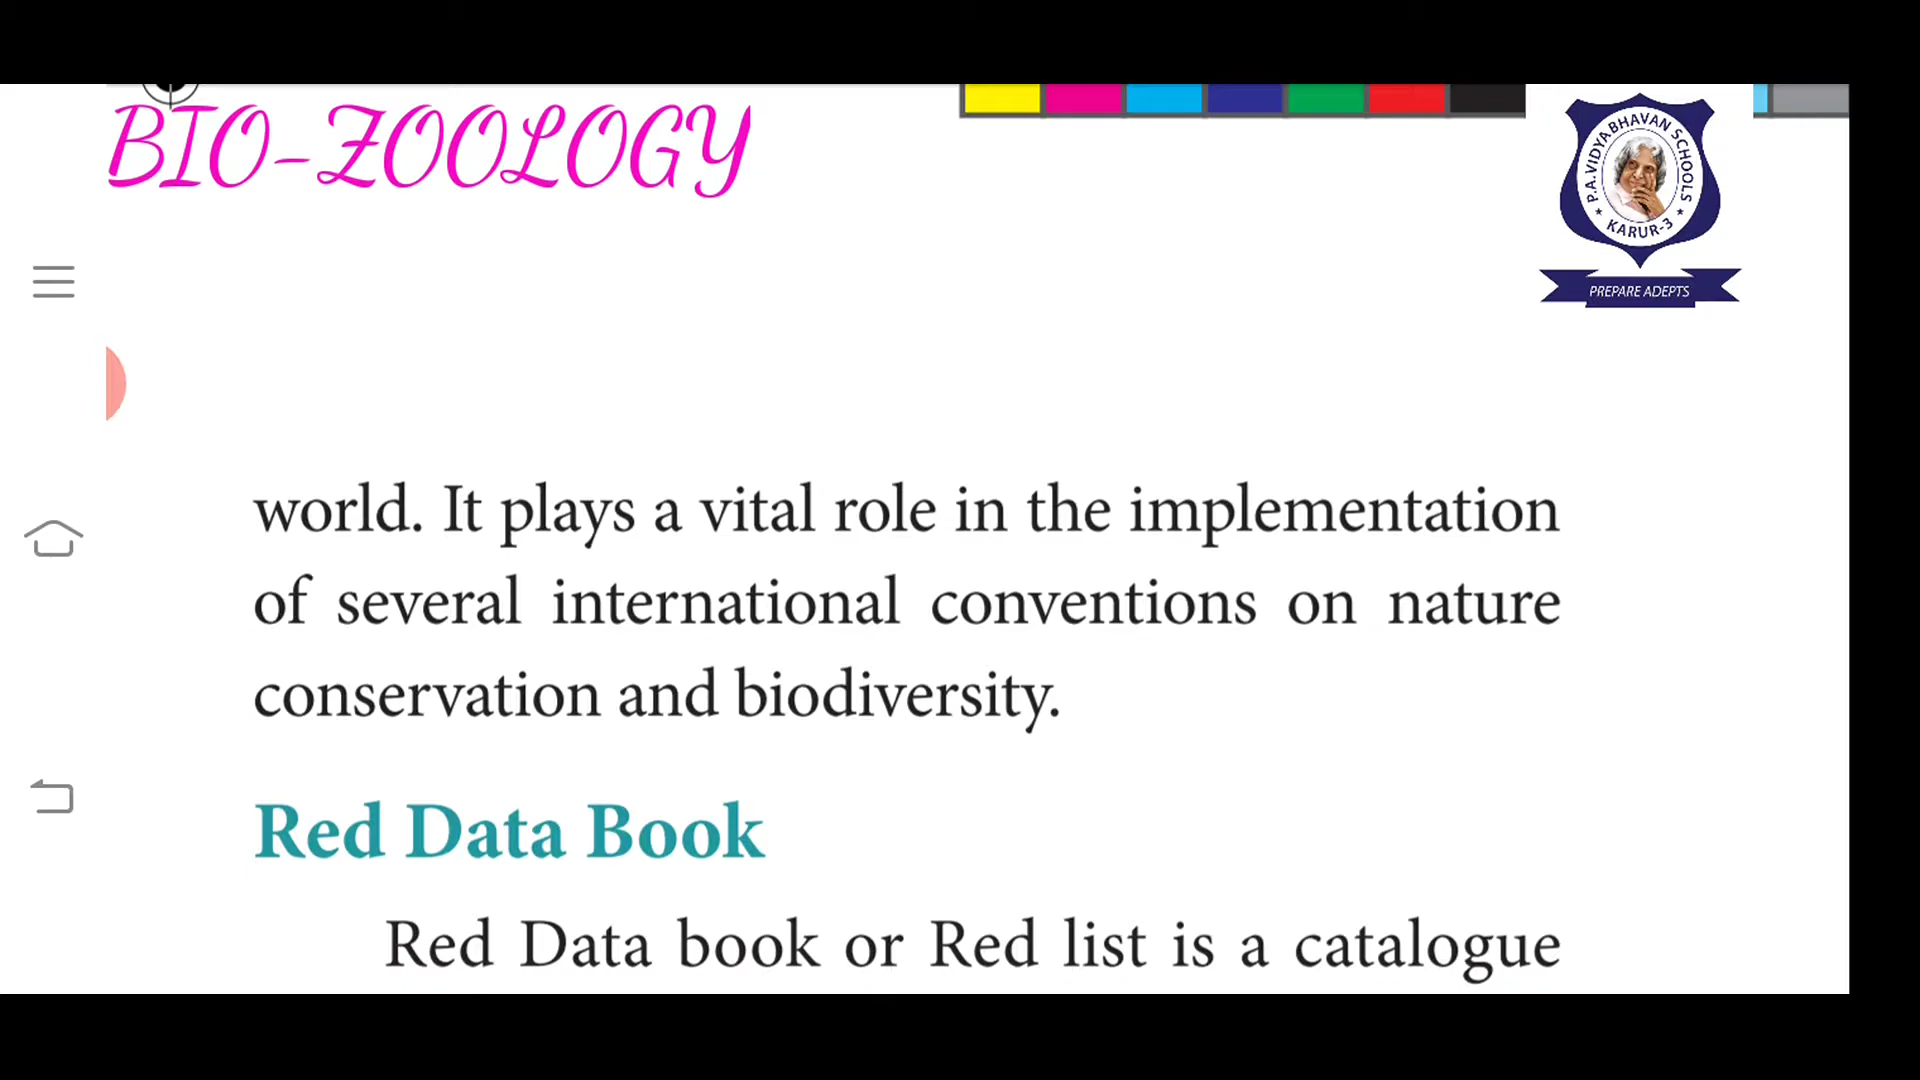 BIO-ZOOLOGY
P.A.VIDYA BHAVAN SCHOOLS
KARUR-3
PREPARE ADEPTS
world. It plays a vital role in the implementation
of several international conventions on nature
conservation and biodiversity.
Red Data Book
Red Data book or Red list is a catalogue